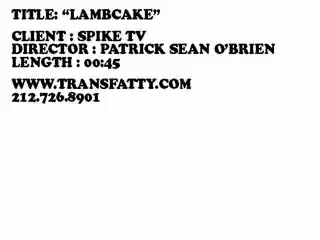 TITLE: “LAMBCAKE”
CLIENT : SPIKE TV
DIRECTOR : PATRICK SEAN O’BRIEN
LENGTH : 00:45
WWW.TRANSFATTY.COM
212.726.8901